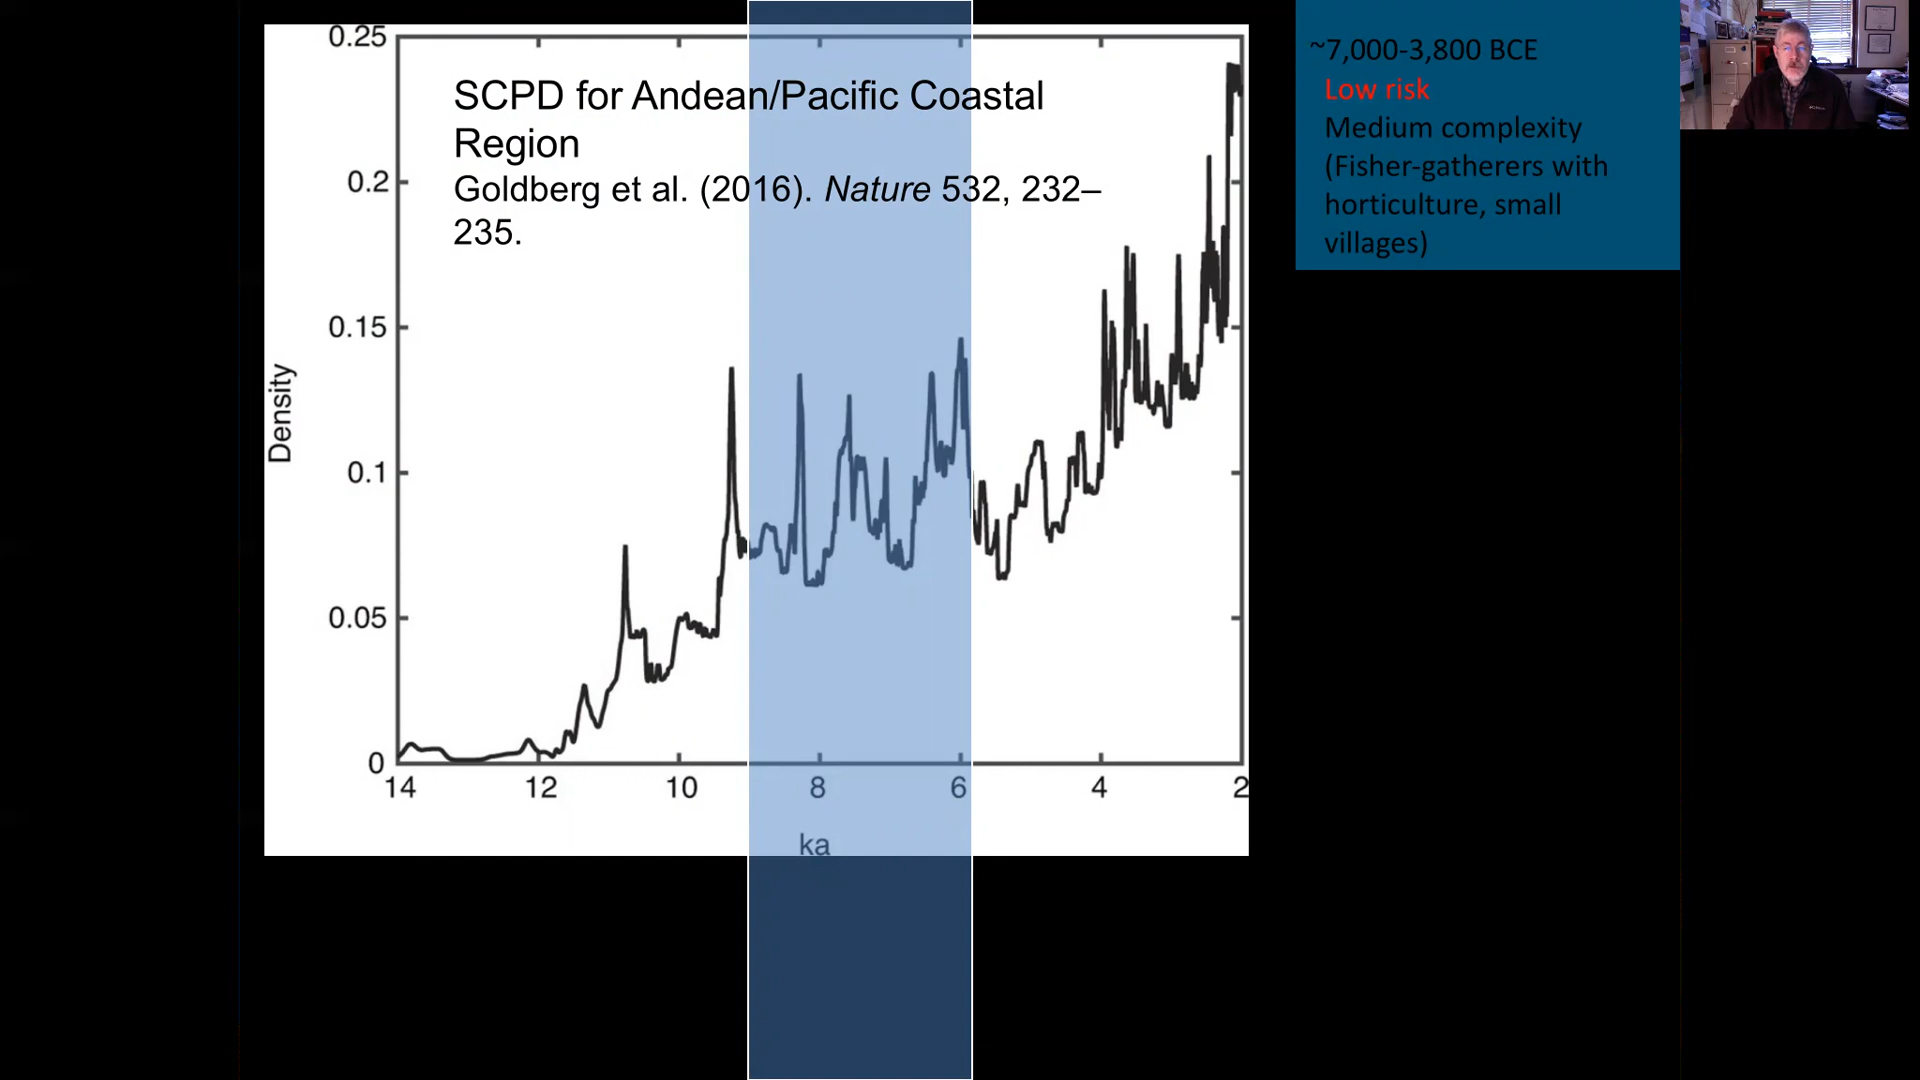 0.25
SCPD for Andean/Pacific Coastal
Region
Goldberg et al. (2016). Nature 532, 232–
235.
0.2
0.15
Density
0.1
0.05
0
14 12 10 8 6 4 2
ka
~7,000-3,800 BCE
Low risk
Medium complexity
(Fisher-gatherers with
horticulture, small
villages)